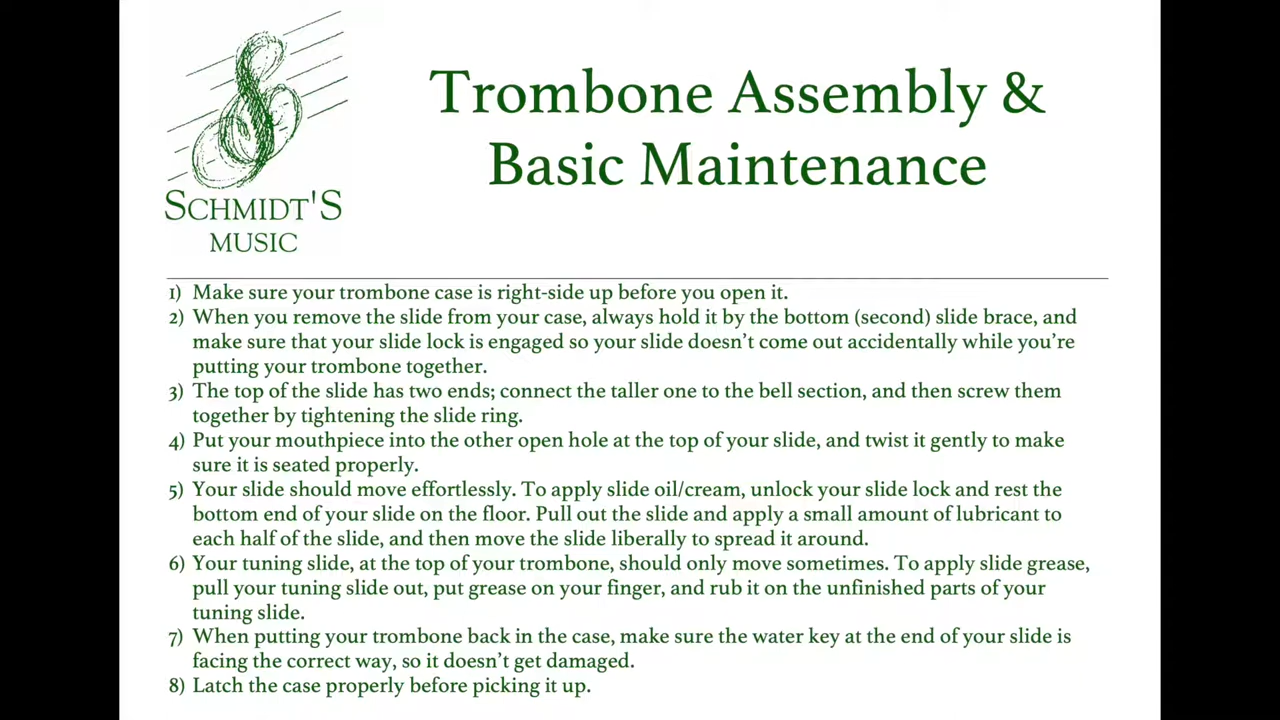 SCHMIDT'S
MUSIC
Trombone Assembly &
Basic Maintenance
1) Make sure your trombone case is right-side up before you open it.
2) When you remove the slide from your case, always hold it by the bottom (second) slide brace, and
make sure that your slide lock is engaged so your slide doesn’t come out accidentally while you’re
putting your trombone together.
3) The top of the slide has two ends; connect the taller one to the bell section, and then screw them
together by tightening the slide ring.
4) Put your mouthpiece into the other open hole at the top of your slide, and twist it gently to make
sure it is seated properly.
5) Your slide should move effortlessly. To apply slide oil/cream, unlock your slide lock and rest the
bottom end of your slide on the floor. Pull out the slide and apply a small amount of lubricant to
each half of the slide, and then move the slide liberally to spread it around.
6) Your tuning slide, at the top of your trombone, should only move sometimes. To apply slide grease,
pull your tuning slide out, put grease on your finger, and rub it on the unfinished parts of your
tuning slide.
7) When putting your trombone back in the case, make sure the water key at the end of your slide is
facing the correct way, so it doesn’t get damaged.
8) Latch the case properly before picking it up.